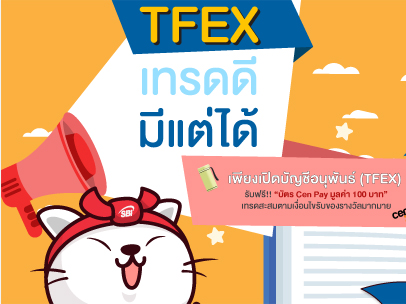 TFEX
เทรดดี
มีแต่ได้
เพียงเปิดบัญชีอนุพันธ์ (TFEX)
รับฟรี!! "บัตร Cen Pay มูลค่า 100 บาท"
เทรดสะสมตามเงื่อนไขรับของรางวัลมากมาย
cen
SBI